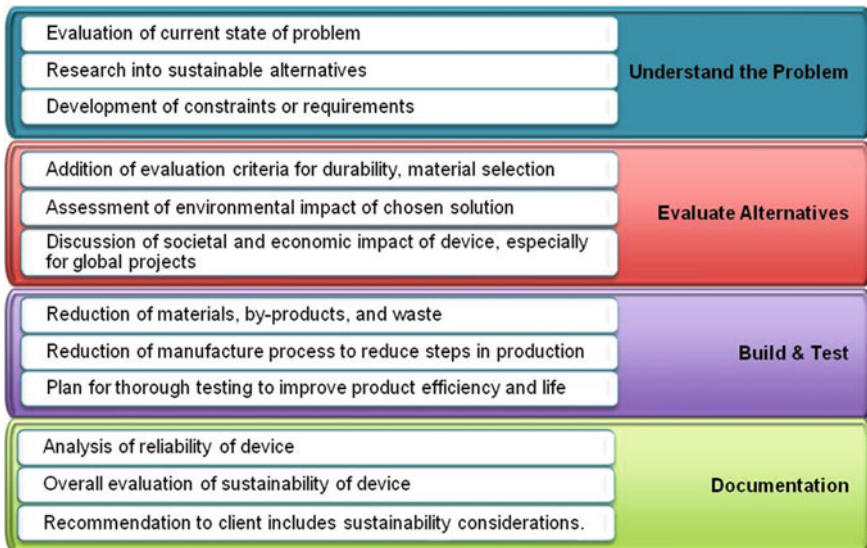 Evaluation of current state of problem
Research into sustainable alternatives
Development of constraints or requirements
Understand the Problem
Addition of evaluation criteria for durability, material selection
Assessment of environmental impact of chosen solution
Discussion of societal and economic impact of device, especially
for global projects
Evaluate Alternatives
Reduction of materials, by-products, and waste
Reduction of manufacture process to reduce steps in production
Plan for thorough testing to improve product efficiency and life
Build & Test
Analysis of reliability of device
Overall evaluation of sustainability of device
Recommendation to client includes sustainability considerations.
Documentation